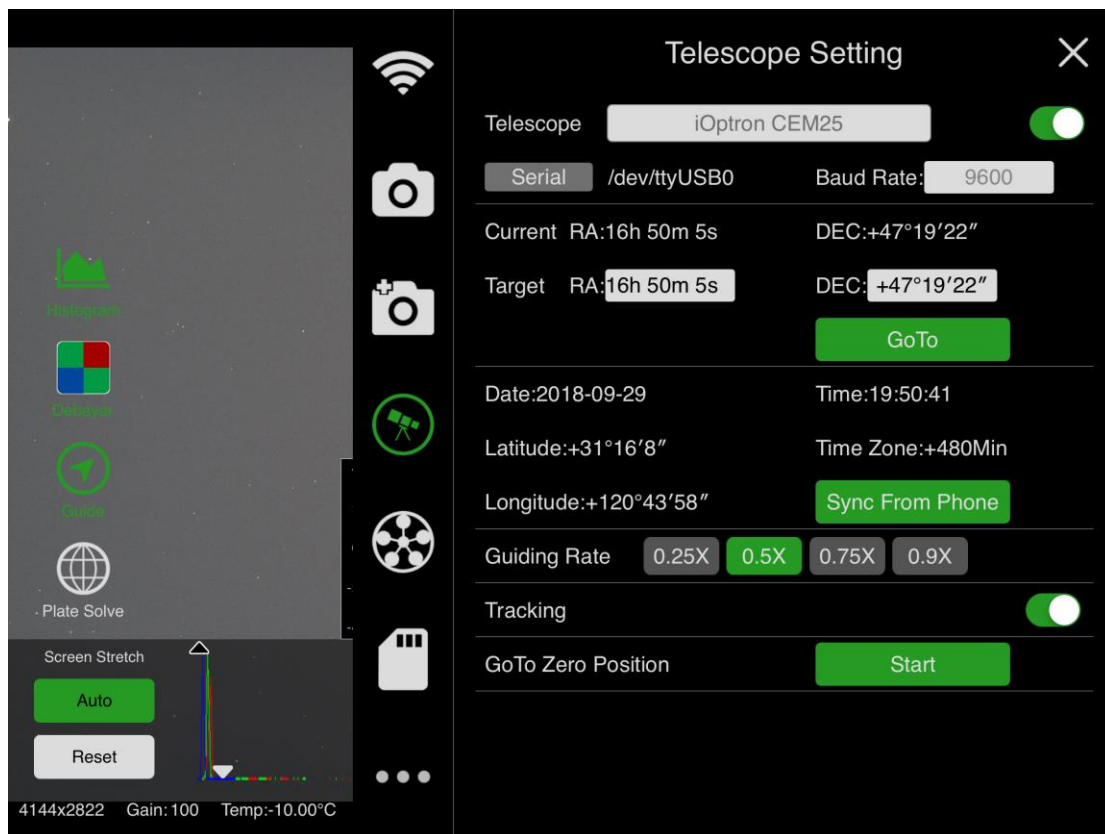 Telescope Setting
Telescope iOptron CEM25
Serial /dev/ttyUSB0 Baud Rate: 9600
Current RA:16h 50m 5s DEC:+47°19′22″
Target RA:16h 50m 5s DEC: +47°19′22″
GoTo
Date:2018-09-29 Time:19:50:41
Latitude:+31°16′8″ Time Zone:+480Min
Longitude:+120°43′58″ Sync From Phone
Guiding Rate 0.25X 0.5X 0.75X 0.9X
Tracking
GoTo Zero Position Start
Histogram
Debayer
Guide
Plate Solve
Screen Stretch
Auto
Reset
4144x2822 Gain:100 Temp:-10.00°C